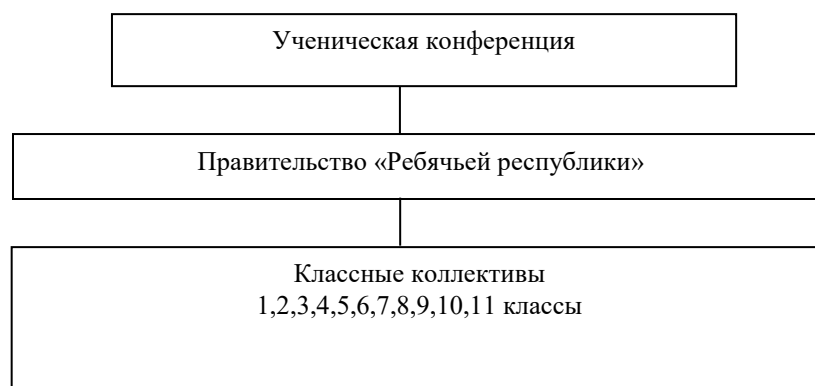 Ученическая конференция
Правительство «Ребячьей республики»
Классные коллективы
1,2,3,4,5,6,7,8,9,10,11 классы